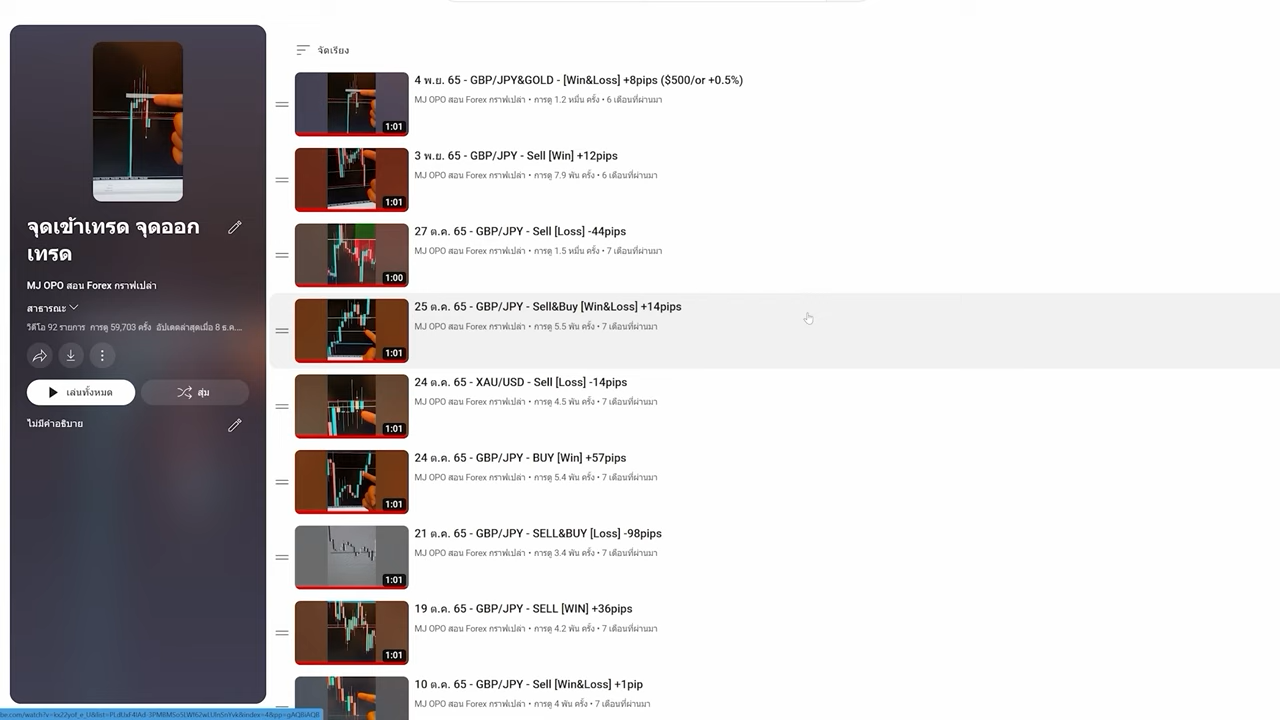 จุดเข้าเทรด จุดออก
เทรด
MJ OPO สอน Forex กราฟเปล่า
สาธารณะ
วิดีโอ 92 รายการ การดู 59,703 ครั้ง อัปเดตล่าสุดเมื่อ 8 ธ.ค....
เล่นทั้งหมด
สุ่ม
ไม่มีคำอธิบาย
จัดเรียง
4 พ.ย. 65 - GBP/JPY&GOLD - [Win&Loss] +8pips ($500/or +0.5%)
MJ OPO สอน Forex กราฟเปล่า • การดู 1.2 หมื่น ครั้ง • 6 เดือนที่ผ่านมา
1:01
3 พ.ย. 65 - GBP/JPY - Sell [Win] +12pips
MJ OPO สอน Forex กราฟเปล่า • การดู 7.9 พัน ครั้ง • 6 เดือนที่ผ่านมา
1:01
27 ต.ค. 65 - GBP/JPY - Sell [Loss] -44pips
MJ OPO สอน Forex กราฟเปล่า • การดู 1.5 หมื่น ครั้ง • 7 เดือนที่ผ่านมา
1:00
25 ต.ค. 65 - GBP/JPY - Sell&Buy [Win&Loss] +14pips
MJ OPO สอน Forex กราฟเปล่า • การดู 5.5 พัน ครั้ง • 7 เดือนที่ผ่านมา
1:01
24 ต.ค. 65 - XAU/USD - Sell [Loss] -14pips
MJ OPO สอน Forex กราฟเปล่า • การดู 4.5 พัน ครั้ง • 7 เดือนที่ผ่านมา
1:01
24 ต.ค. 65 - GBP/JPY - BUY [Win] +57pips
MJ OPO สอน Forex กราฟเปล่า • การดู 5.4 พัน ครั้ง • 7 เดือนที่ผ่านมา
1:01
21 ต.ค. 65 - GBP/JPY - SELL&BUY [Loss] -98pips
MJ OPO สอน Forex กราฟเปล่า • การดู 3.4 พัน ครั้ง • 7 เดือนที่ผ่านมา
1:01
19 ต.ค. 65 - GBP/JPY - SELL [WIN] +36pips
MJ OPO สอน Forex กราฟเปล่า • การดู 4.2 พัน ครั้ง • 7 เดือนที่ผ่านมา
1:01
10 ต.ค. 65 - GBP/JPY - Sell [Win&Loss] +1pip
MJ OPO สอน Forex กราฟเปล่า • การดู 4 พัน ครั้ง • 7 เดือนที่ผ่านมา